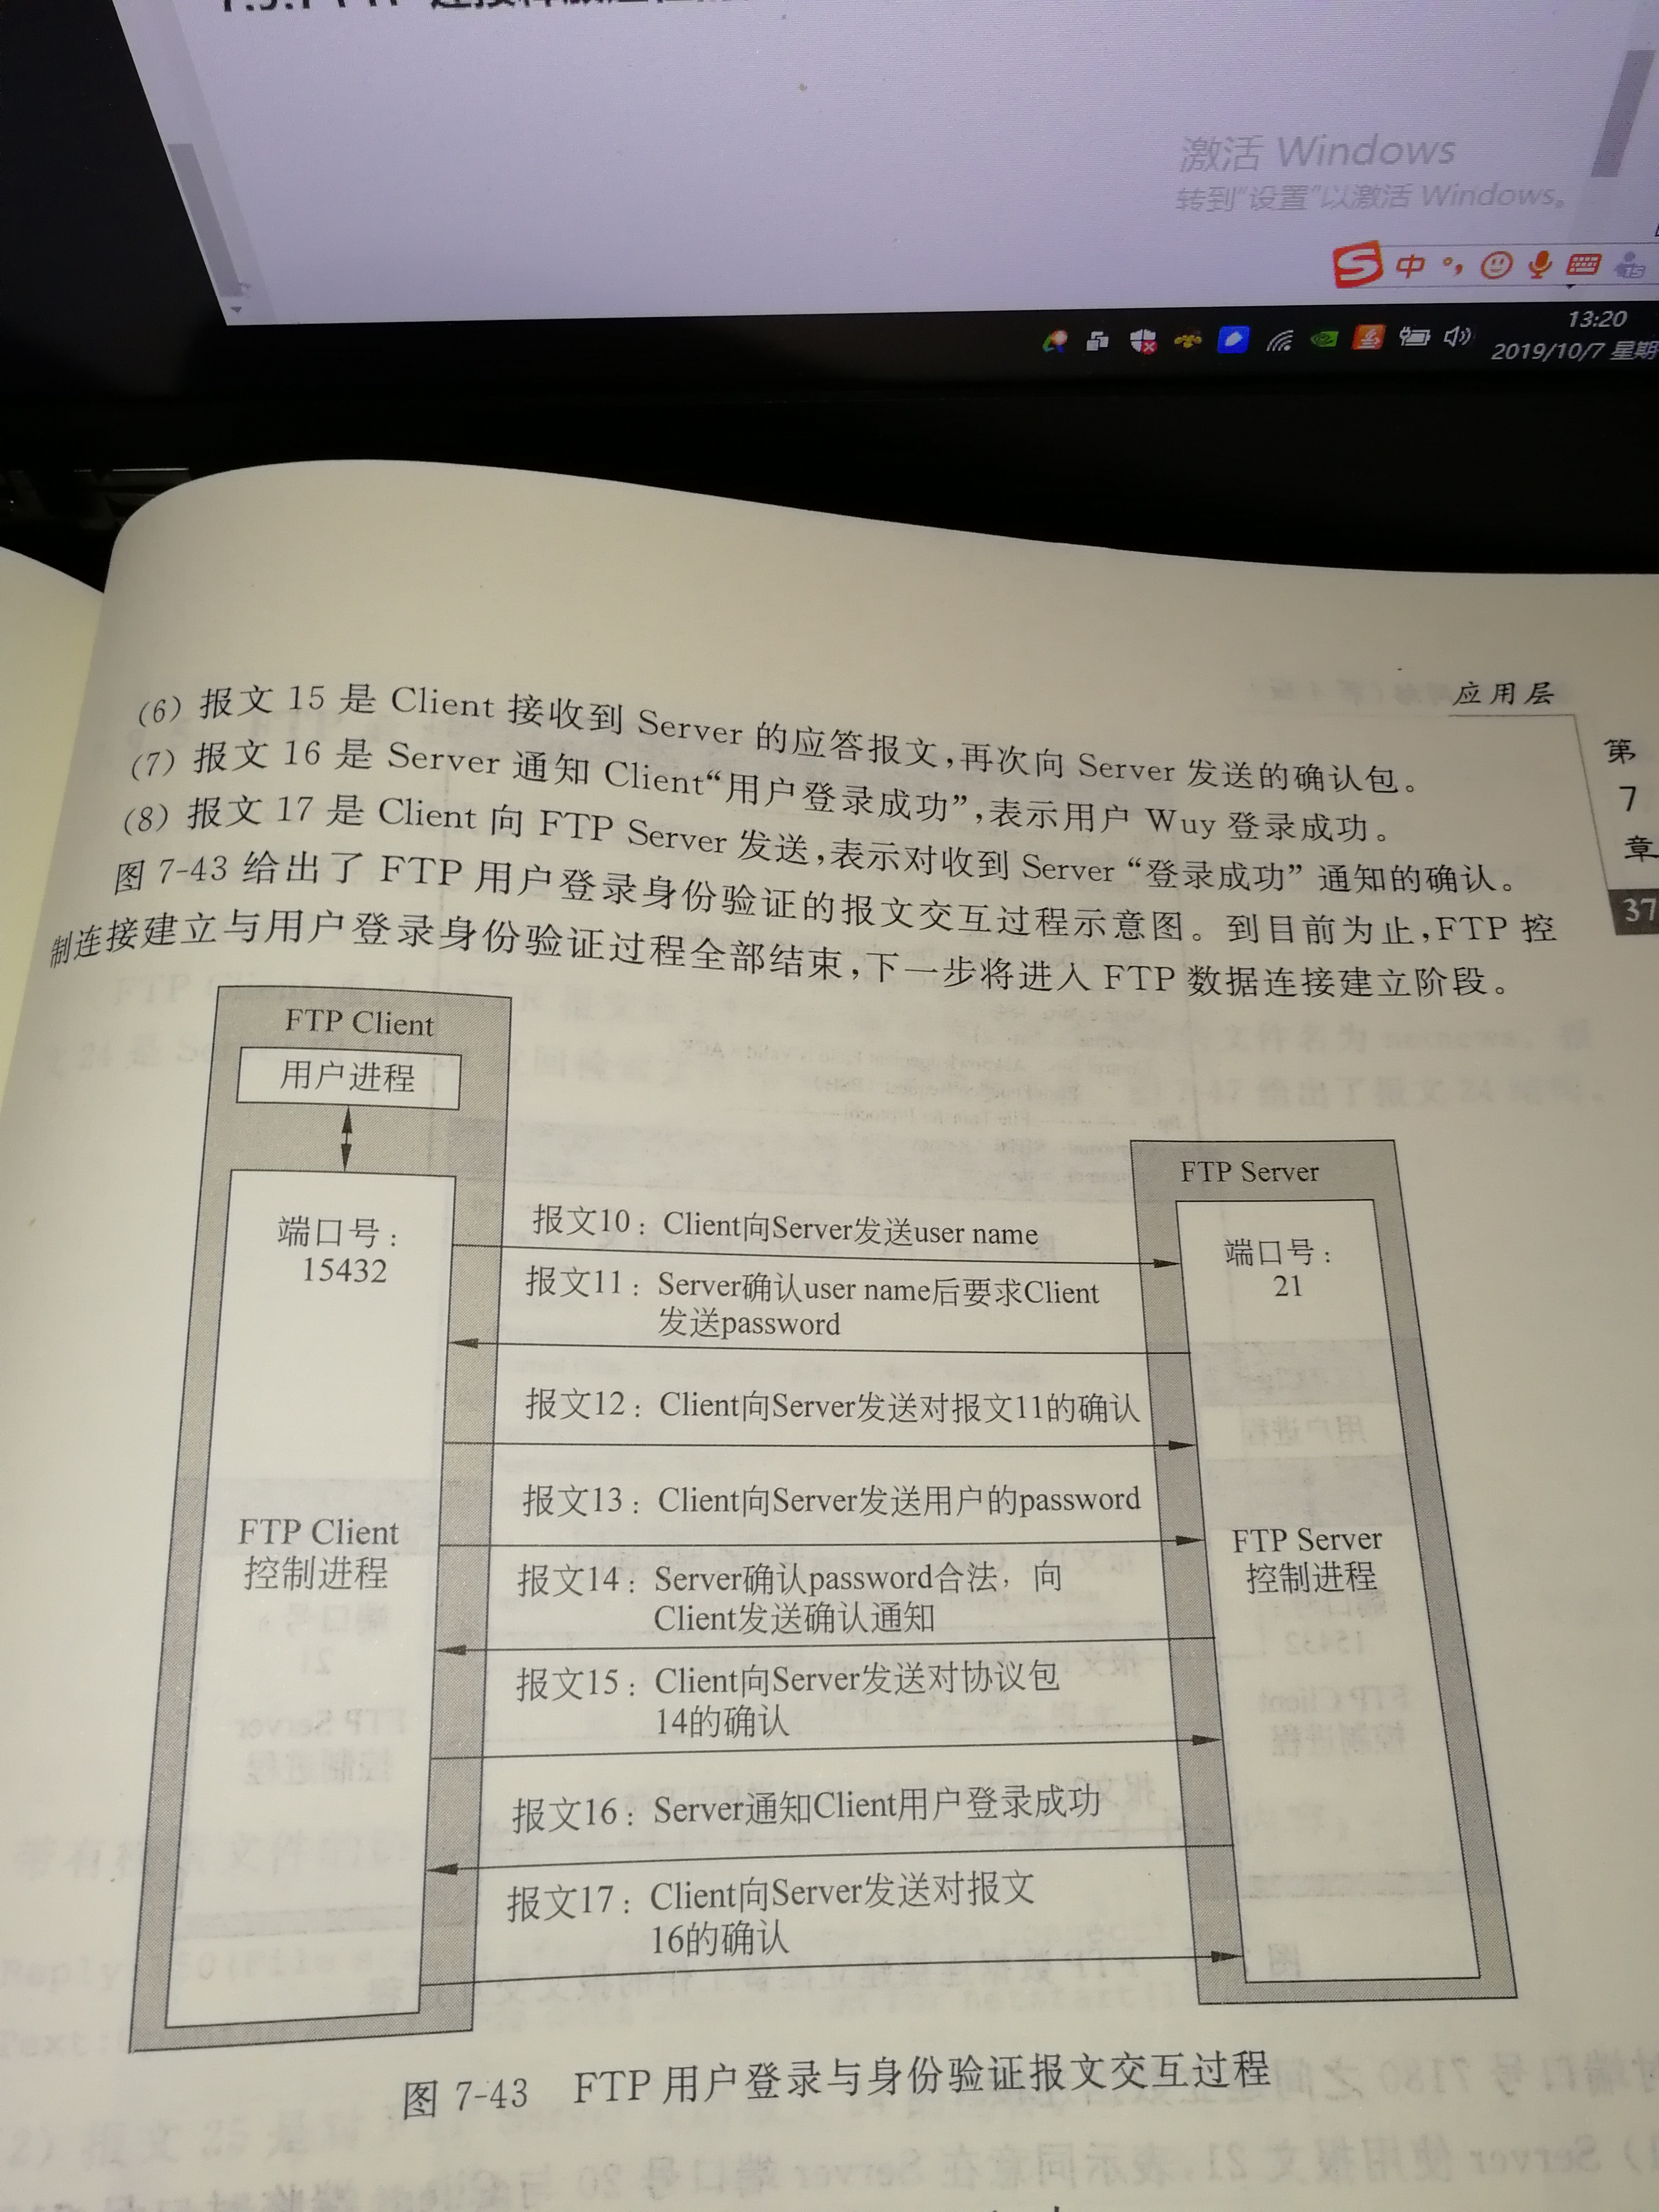 激活 Windows
转到“设置”以激活 Windows。
中
13:20
2019/10/7 星期
应用层
第
7
章
37
(6) 报文 15 是 Client 接收到 Server 的应答报文,再次向 Server 发送的确认包。
(7) 报文 16 是 Server 通知 Client“用户登录成功”,表示用户 Wuy 登录成功。
(8) 报文 17 是 Client 向 FTP Server 发送,表示对收到 Server “登录成功” 通知的确认。
图 7-43 给出了 FTP 用户登录身份验证的报文交互过程示意图。到目前为止,FTP 控
制连接建立与用户登录身份验证过程全部结束,下一步将进入 FTP 数据连接建立阶段。
FTP Client
用户进程
FTP Server
端口号:
15432
端口号:
21
报文10: Client向Server发送user name
报文11: Server确认user name后要求Client
发送password
报文12: Client向Server发送对报文11的确认
报文13: Client向Server发送用户的password
FTP Client
控制进程
FTP Server
控制进程
报文14: Server确认password合法,向
Client发送确认通知
报文15: Client向Server发送对协议包
14的确认
报文16: Server通知Client用户登录成功
报文17: Client向Server发送对报文
16的确认
图 7-43 FTP 用户登录与身份验证报文交互过程